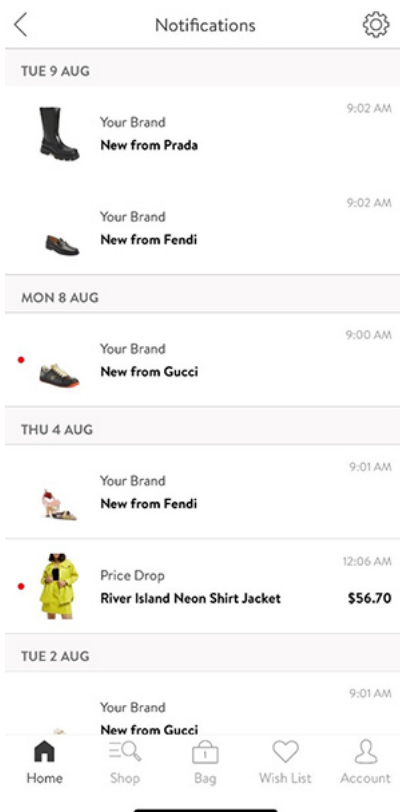 Notifications
TUE 9 AUG
9:02 AM
Your Brand
New from Prada
9:02 AM
Your Brand
New from Fendi
MON 8 AUG
9:00 AM
Your Brand
New from Gucci
THU 4 AUG
9:01 AM
Your Brand
New from Fendi
12:06 AM
Price Drop
River Island Neon Shirt Jacket $56.70
TUE 2 AUG
9:01 AM
Your Brand
New from Gucci
1
Home Shop Bag Wish List Account